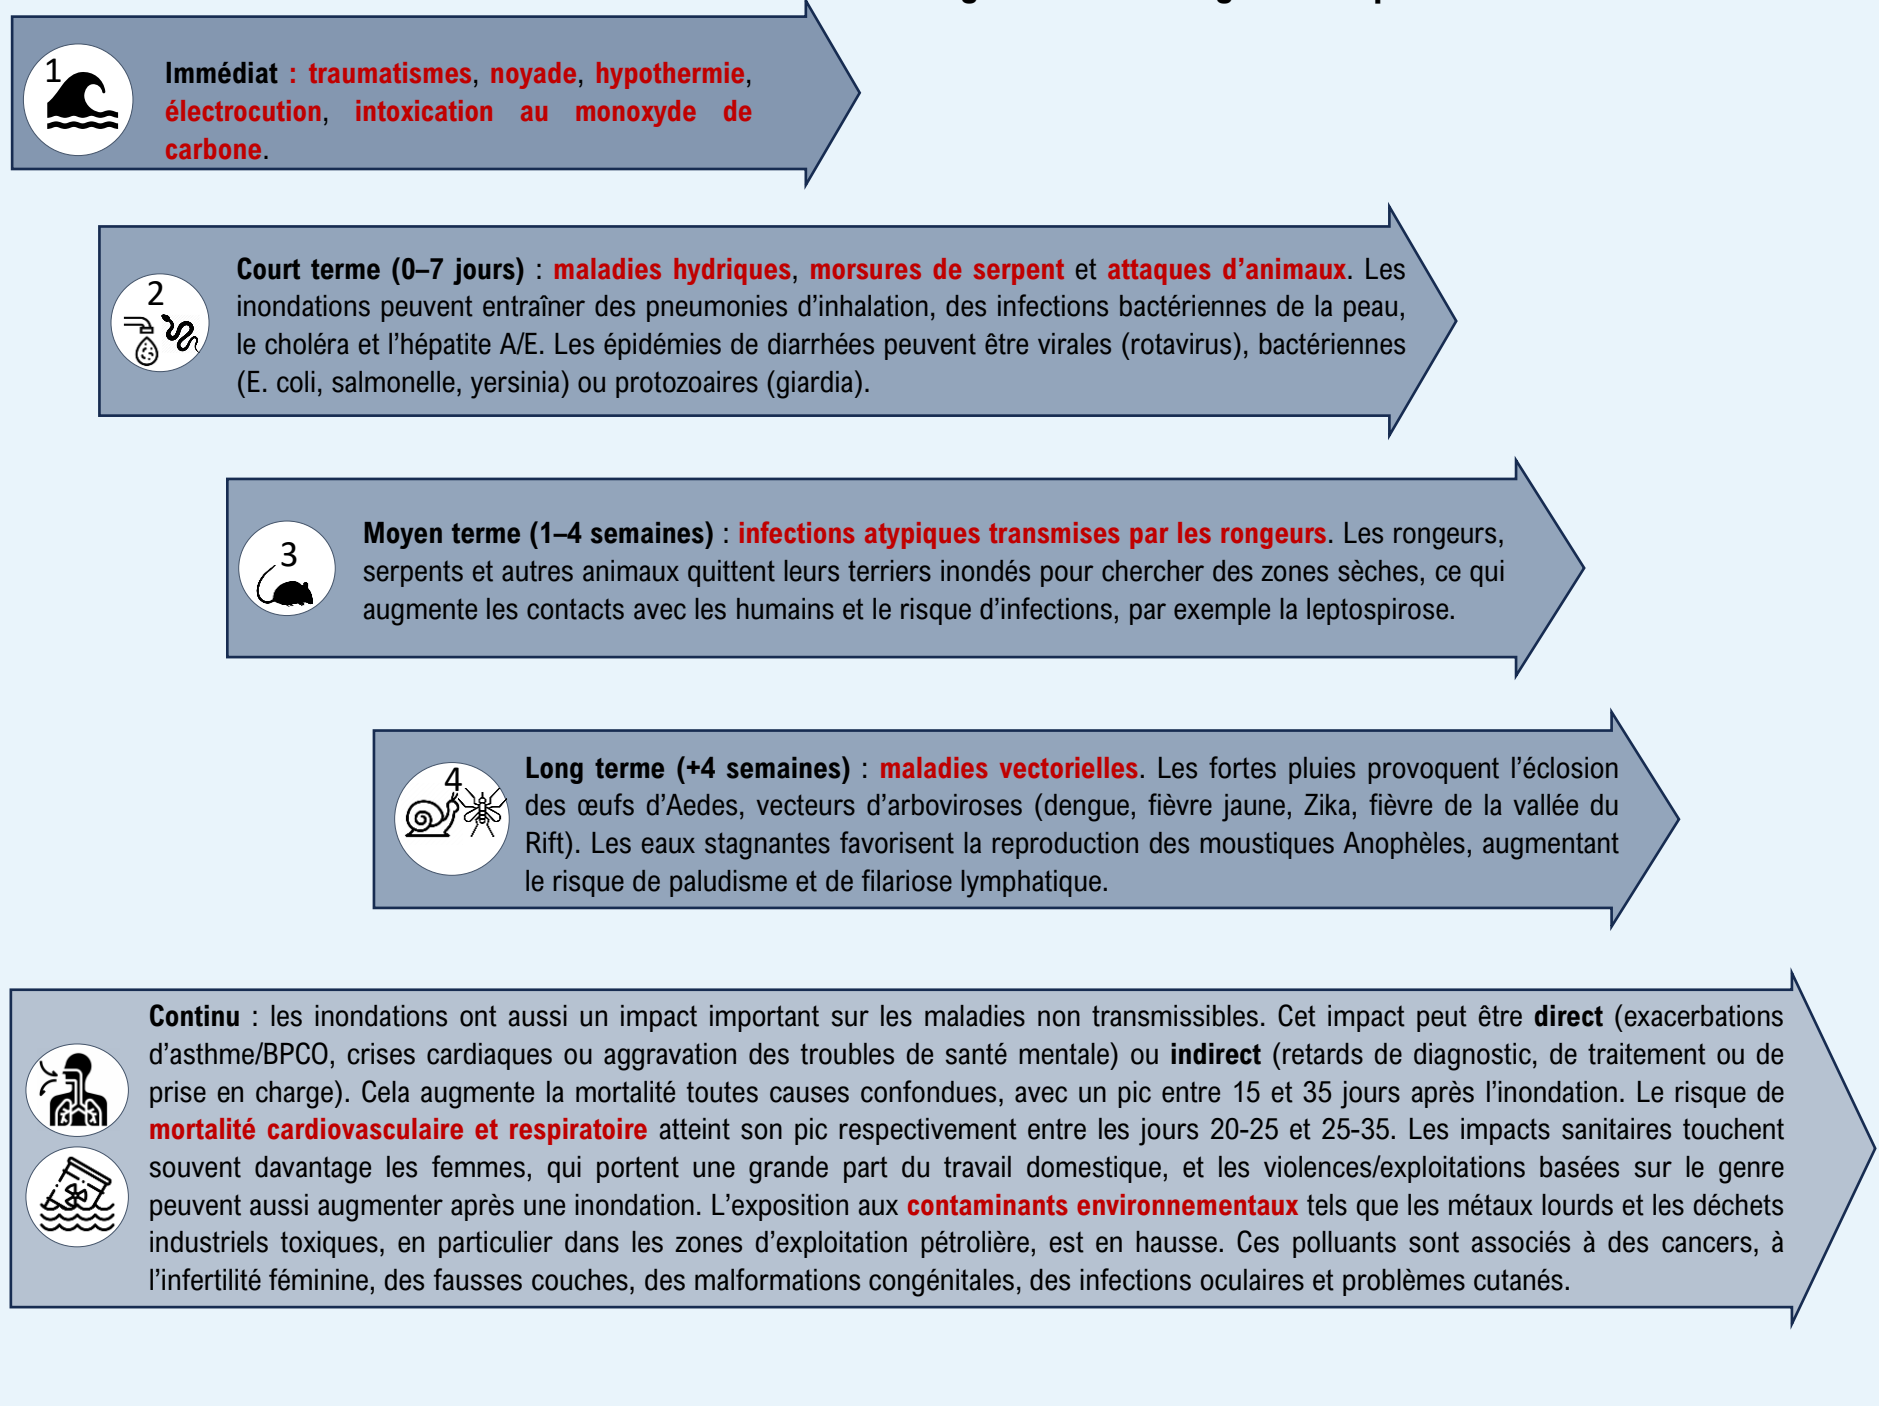 1
Immédiat : traumatismes, noyade, hypothermie,
électrocution, intoxication au monoxyde de
carbone.
2
Court terme (0–7 jours) : maladies hydriques, morsures de serpent et attaques d’animaux. Les
inondations peuvent entraîner des pneumonies d’inhalation, des infections bactériennes de la peau,
le choléra et l’hépatite A/E. Les épidémies de diarrhées peuvent être virales (rotavirus), bactériennes
(E. coli, salmonelle, yersinia) ou protozoaires (giardia).
3
Moyen terme (1–4 semaines) : infections atypiques transmises par les rongeurs. Les rongeurs,
serpents et autres animaux quittent leurs terriers inondés pour chercher des zones sèches, ce qui
augmente les contacts avec les humains et le risque d’infections, par exemple la leptospirose.
4
Long terme (+4 semaines) : maladies vectorielles. Les fortes pluies provoquent l’éclosion
des œufs d’Aedes, vecteurs d’arboviroses (dengue, fièvre jaune, Zika, fièvre de la vallée du
Rift). Les eaux stagnantes favorisent la reproduction des moustiques Anophèles, augmentant
le risque de paludisme et de filariose lymphatique.
Continu : les inondations ont aussi un impact important sur les maladies non transmissibles. Cet impact peut être direct (exacerbations
d’asthme/BPCO, crises cardiaques ou aggravation des troubles de santé mentale) ou indirect (retards de diagnostic, de traitement ou de
prise en charge). Cela augmente la mortalité toutes causes confondues, avec un pic entre 15 et 35 jours après l’inondation. Le risque de
mortalité cardiovasculaire et respiratoire atteint son pic respectivement entre les jours 20-25 et 25-35. Les impacts sanitaires touchent
souvent davantage les femmes, qui portent une grande part du travail domestique, et les violences/exploitations basées sur le genre
peuvent aussi augmenter après une inondation. L’exposition aux contaminants environnementaux tels que les métaux lourds et les déchets
industriels toxiques, en particulier dans les zones d’exploitation pétrolière, est en hausse. Ces polluants sont associés à des cancers, à
l’infertilité féminine, des fausses couches, des malformations congénitales, des infections oculaires et problèmes cutanés.